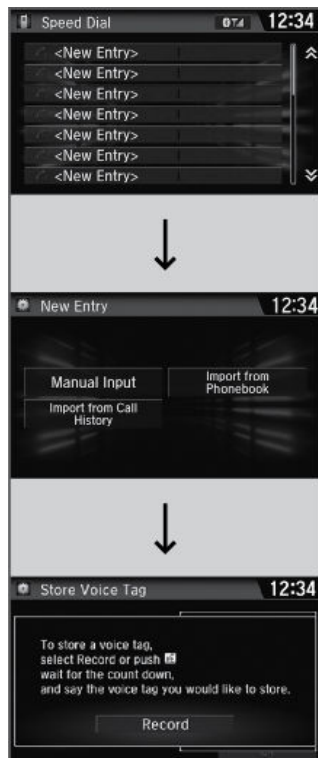 Speed Dial
12:34
<New Entry>
<New Entry>
<New Entry>
<New Entry>
<New Entry>
<New Entry>
<New Entry>
New Entry
12:34
Manual Input
Import from
Phonebook
Import from Call
History
Store Voice Tag
12:34
To store a voice tag,
select Record or push
wait for the count down,
and say the voice tag you would like to store.
Record